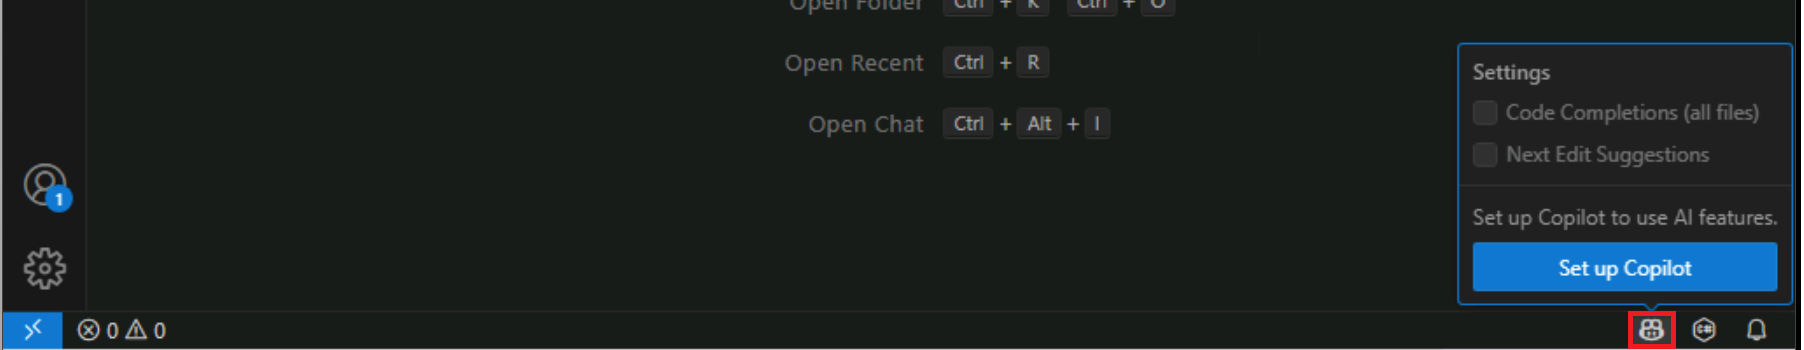 Open Folder Ctrl + K Ctrl + O
Open Recent Ctrl + R
Open Chat Ctrl + Alt + I
Settings
Code Completions (all files)
Next Edit Suggestions
Set up Copilot to use AI features.
Set up Copilot
1
0 0
C#